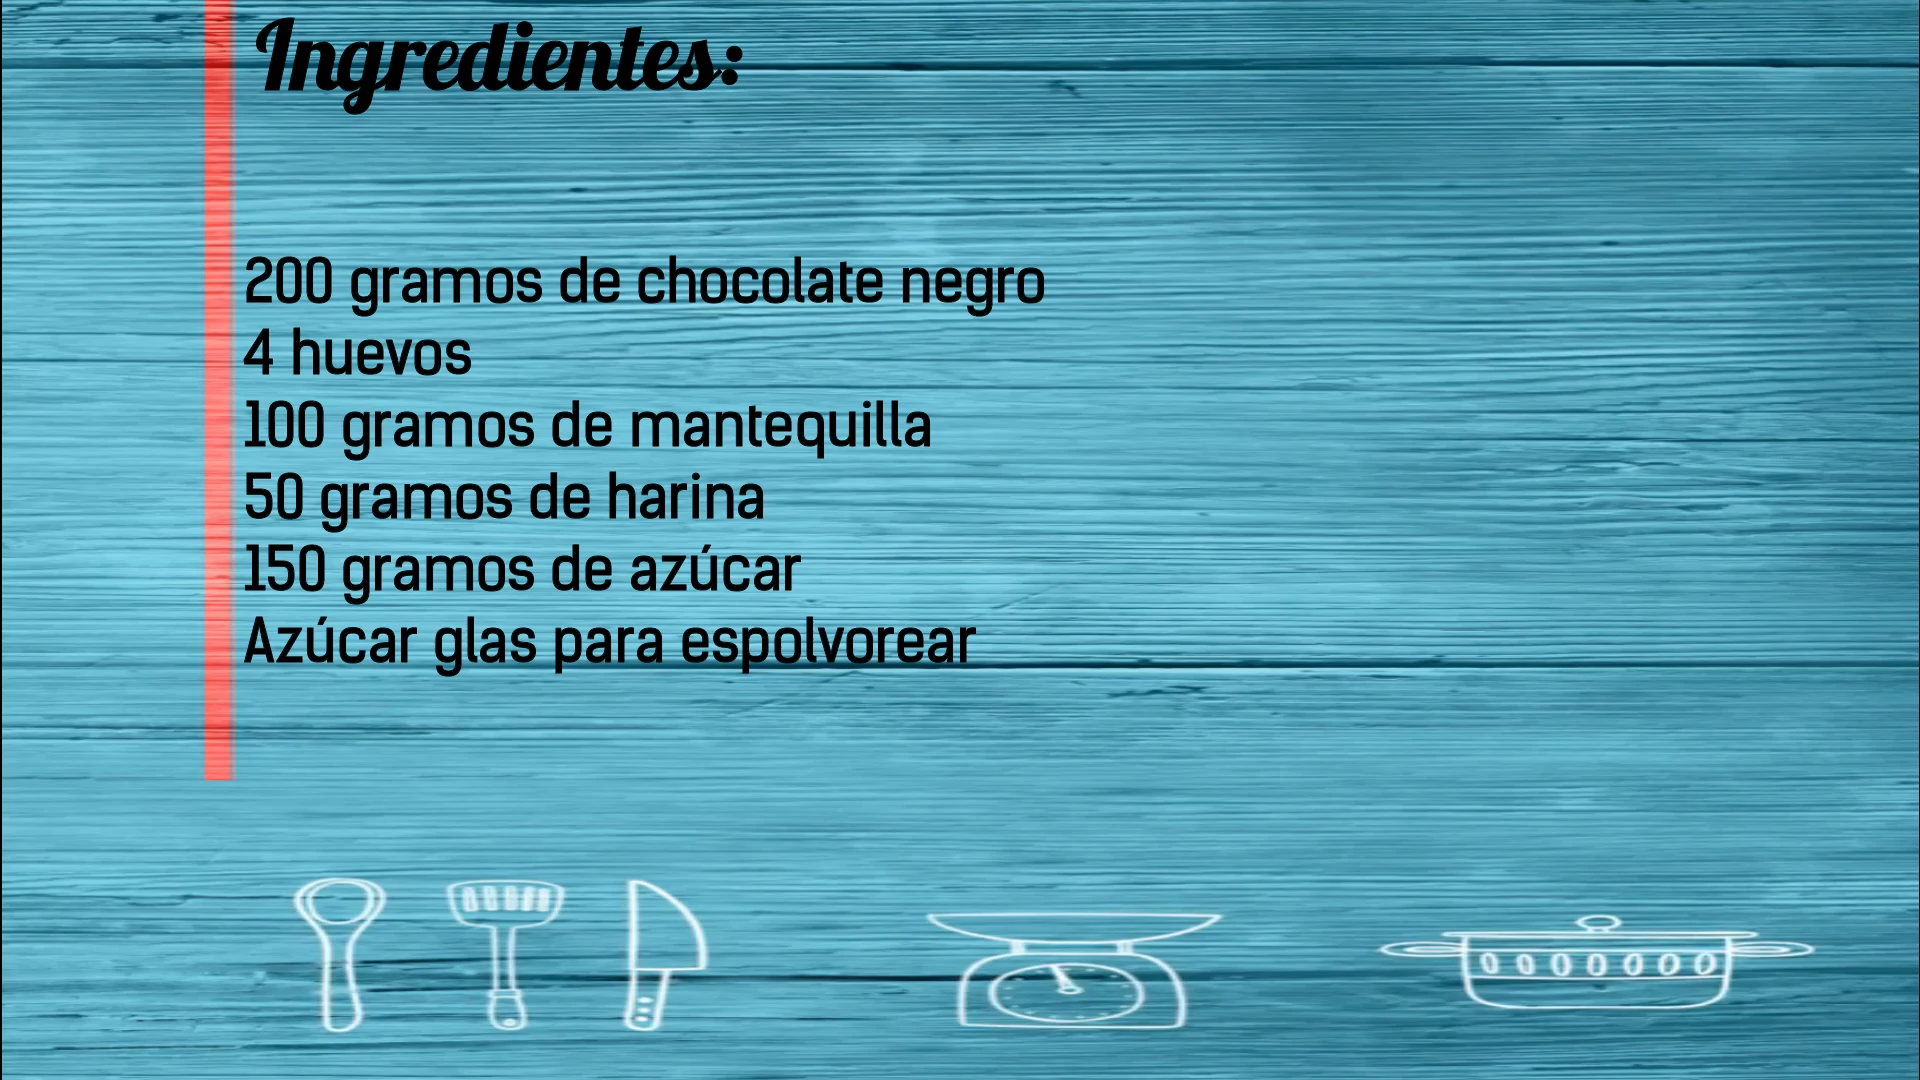 Ingredientes:
200 gramos de chocolate negro
4 huevos
100 gramos de mantequilla
50 gramos de harina
150 gramos de azúcar
Azúcar glas para espolvorear